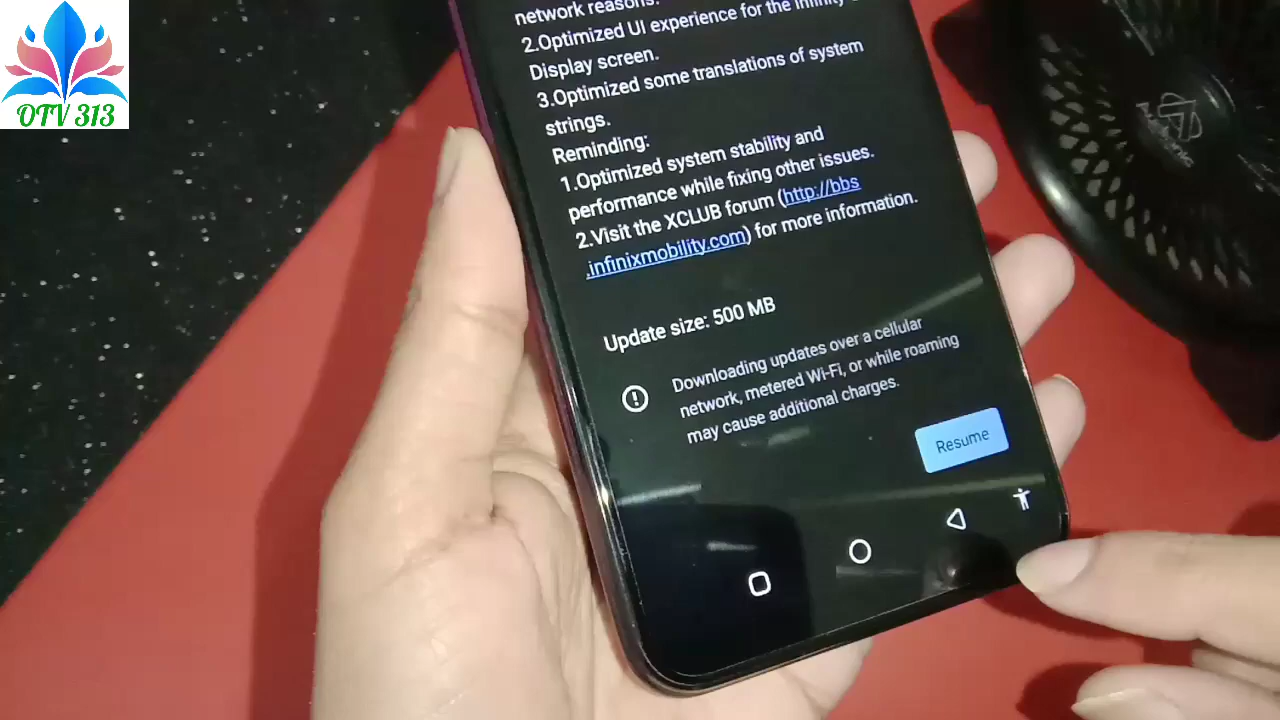 OTV 313
network reasons.
2.Optimized UI experience for the Infinity
Display screen.
3.Optimized some translations of system
strings.
Reminding:
1.Optimized system stability and
performance while fixing other issues.
2.Visit the XCLUB forum (http://bbs
.infinixmobility.com) for more information.
Update size: 500 MB
Downloading updates over a cellular
network, metered Wi-Fi, or while roaming
may cause additional charges.
Resume